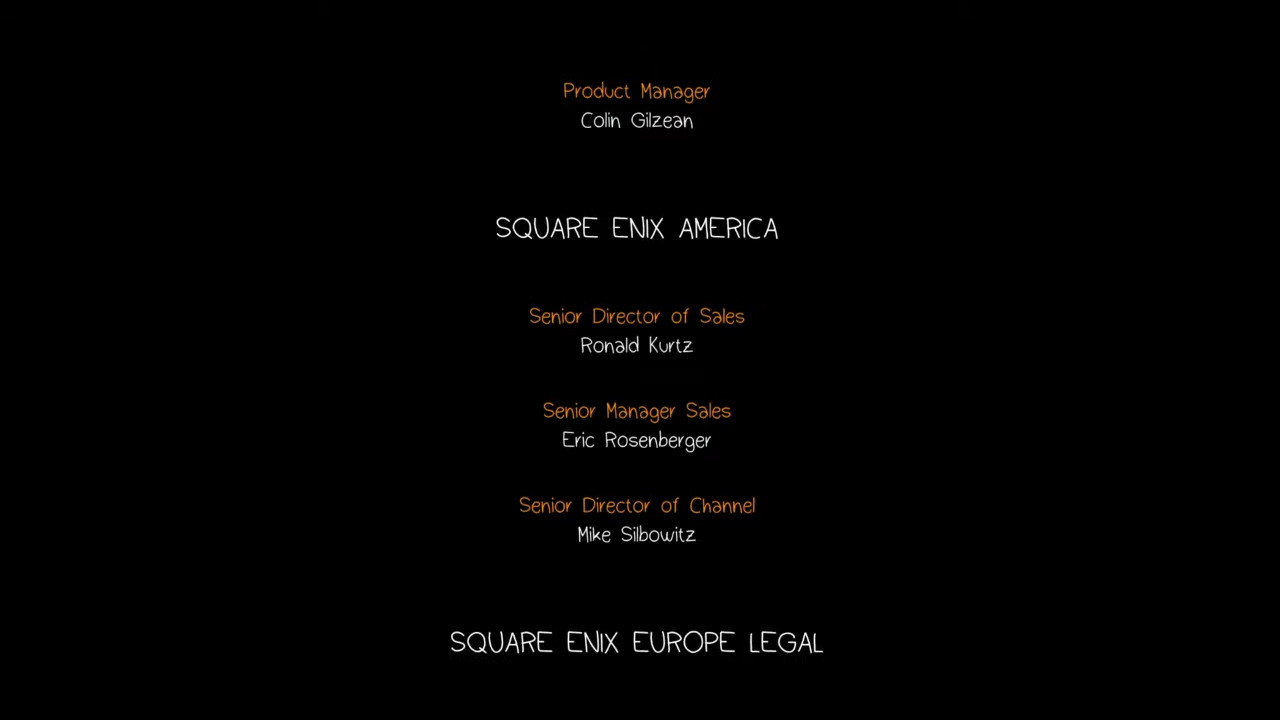 Product Manager
Colin Gilzean
SQUARE ENIX AMERICA
Senior Director of Sales
Ronald Kurtz
Senior Manager Sales
Eric Rosenberger
Senior Director of Channel
Mike Silbowitz
SQUARE ENIX EUROPE LEGAL